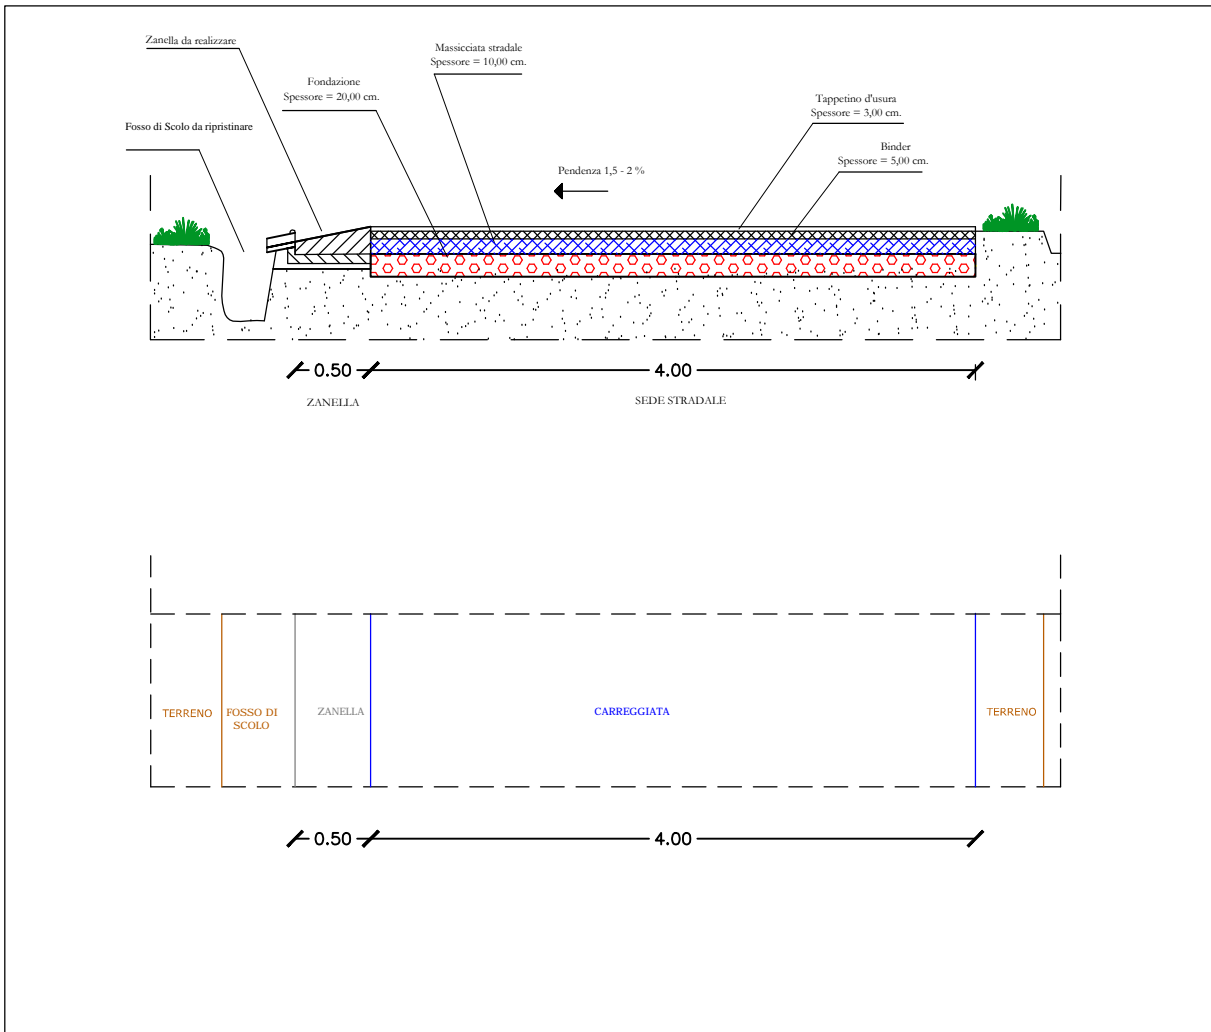 Zanella da realizzare
Massicciata stradale
Spessore = 10,00 cm.
Fondazione
Spessore = 20,00 cm.
Tappetino d'usura
Spessore = 3,00 cm.
Fosso di Scolo da ripristinare
Binder
Spessore = 5,00 cm.
Pendenza 1,5 - 2 %
0.50
4.00
ZANELLA
SEDE STRADALE
TERRENO
FOSSO DI
SCOLO
ZANELLA
CARREGGIATA
TERRENO
0.50
4.00